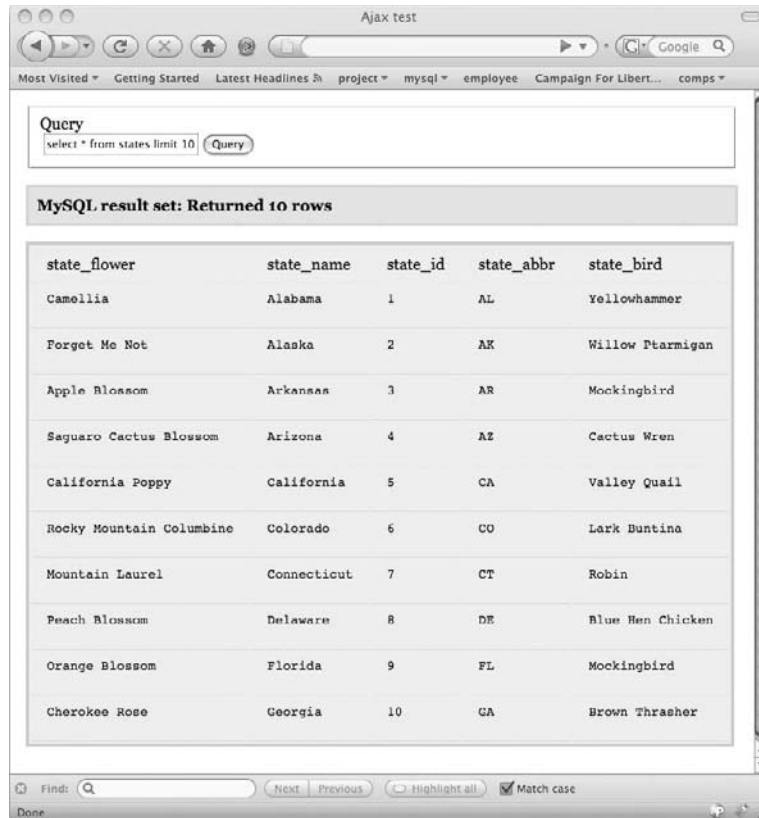 Ajax test
Google
Most Visited Getting Started Latest Headlines project mysql employee Campaign For Libert... comps
Query
select * from states limit 10 Query
MySQL result set: Returned 10 rows
state_flower state_name state_id state_abbr state_bird
Camellia Alabama 1 AL Yellowhammer
Forget Me Not Alaska 2 AK Willow Ptarmigan
Apple Blossom Arkansas 3 AR Mockingbird
Saguaro Cactus Blossom Arizona 4 AZ Cactus Wren
California Poppy California 5 CA Valley Quail
Rocky Mountain Columbine Colorado 6 CO Lark Buntina
Mountain Laurel Connecticut 7 CT Robin
Peach Blossom Delaware 8 DE Blue Hen Chicken
Orange Blossom Florida 9 FL Mockingbird
Cherokee Rose Georgia 10 GA Brown Thrasher
Find: Next Previous Highlight all Match case
Done